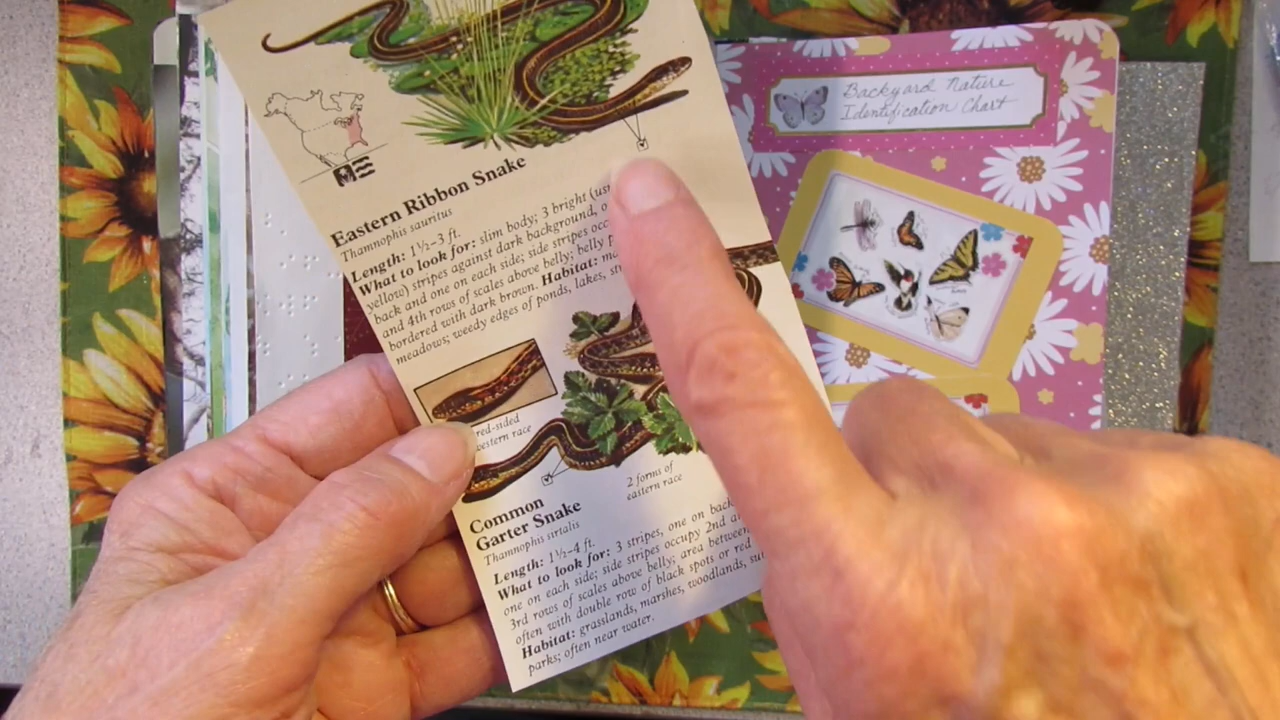 Backyard Nature
Identification Chart
Eastern Ribbon Snake
Thamnophis sauritus
Length: 1½–3 ft.
What to look for: slim body; 3 bright
yellow) stripes against dark background,
back and one on each side; side stripes
and 4th rows of scales above belly; belly
bordered with dark brown. Habitat:
meadows; weedy edges of ponds, lakes,
red-sided
western race
2 forms of
eastern race
Common
Garter Snake
Thamnophis sirtalis
Length: 1½–4 ft.
What to look for: 3 stripes, one on back
one on each side; side stripes occupy 2nd
3rd rows of scales above belly; area between
often with double row of black spots or red
Habitat: grasslands, marshes, woodlands,
parks; often near water.